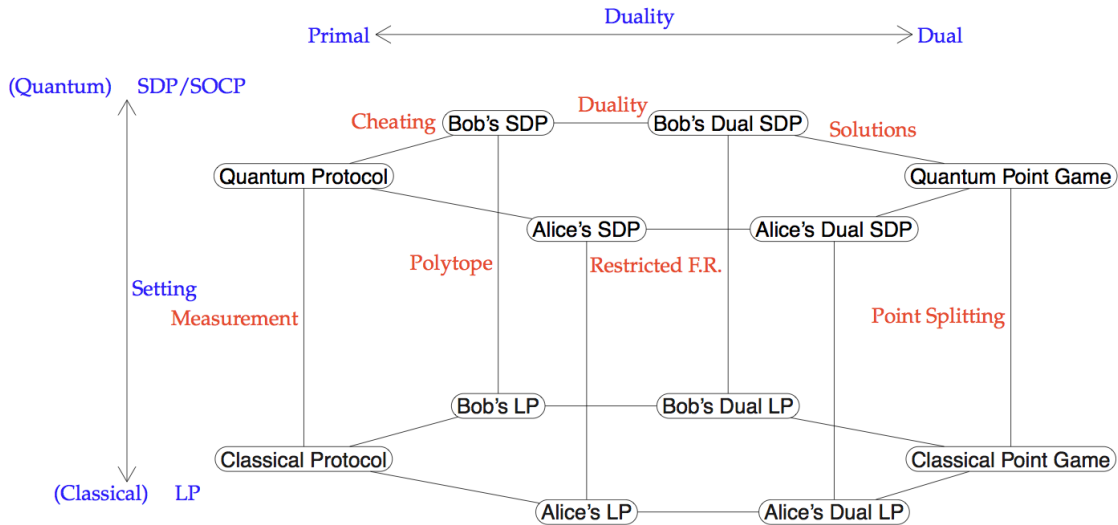 Duality
Primal
Dual
(Quantum) SDP/SOCP
Duality
Cheating
Bob's SDP
Bob's Dual SDP
Solutions
Quantum Protocol
Quantum Point Game
Alice's SDP
Alice's Dual SDP
Polytope
Restricted F.R.
Setting
Measurement
Point Splitting
Bob's LP
Bob's Dual LP
Classical Protocol
Classical Point Game
(Classical) LP
Alice's LP
Alice's Dual LP